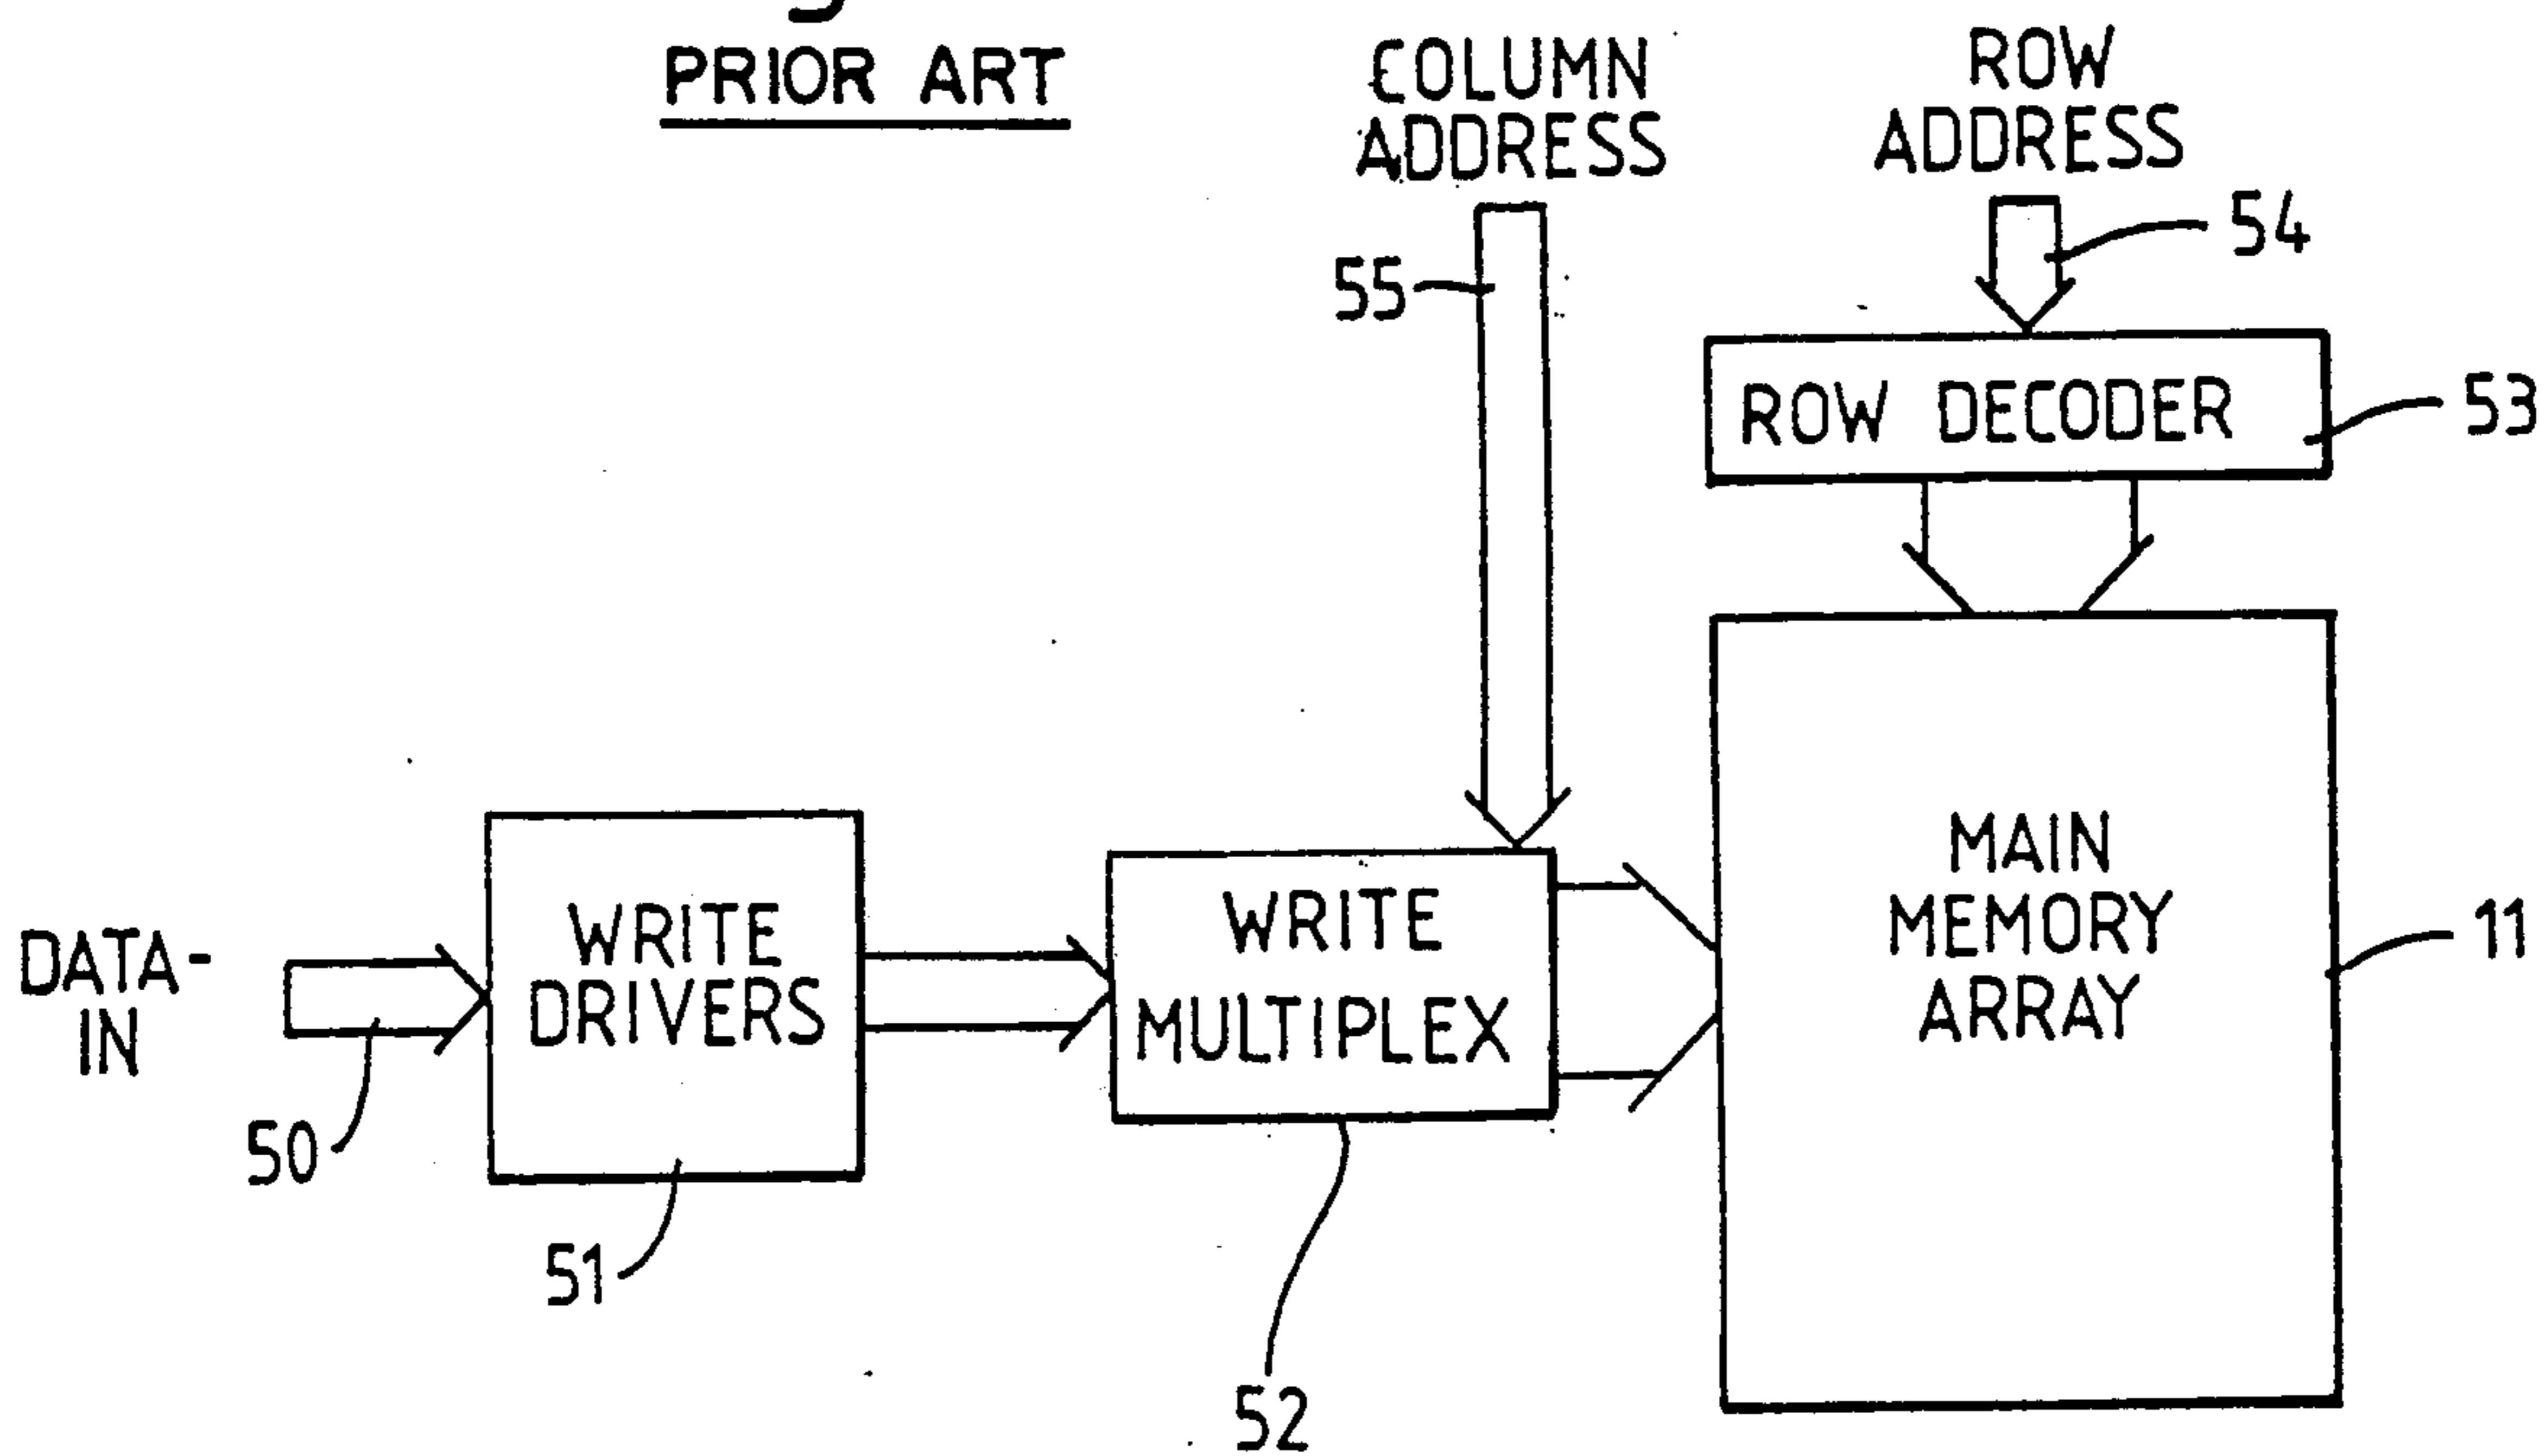 PRIOR ART
COLUMN
ADDRESS
ROW
ADDRESS
54
55
ROW DECODER
53
MAIN
MEMORY
ARRAY
11
DATA-
IN
50
WRITE
DRIVERS
51
WRITE
MULTIPLEX
52